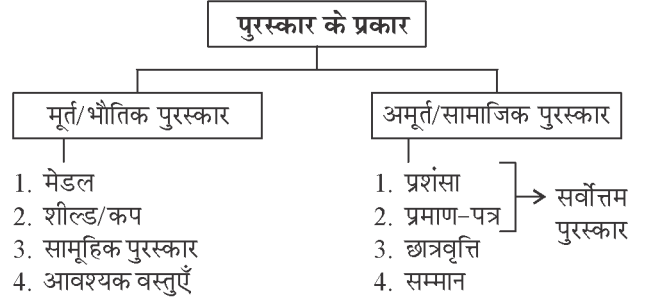 पुरस्कार के प्रकार
मूर्त/भौतिक पुरस्कार
1. मेडल
2. शील्ड/कप
3. सामूहिक पुरस्कार
4. आवश्यक वस्तुएँ
अमूर्त/सामाजिक पुरस्कार
1. प्रशंसा
2. प्रमाण-पत्र
3. छात्रवृत्ति
4. सम्मान
सर्वोत्तम
पुरस्कार